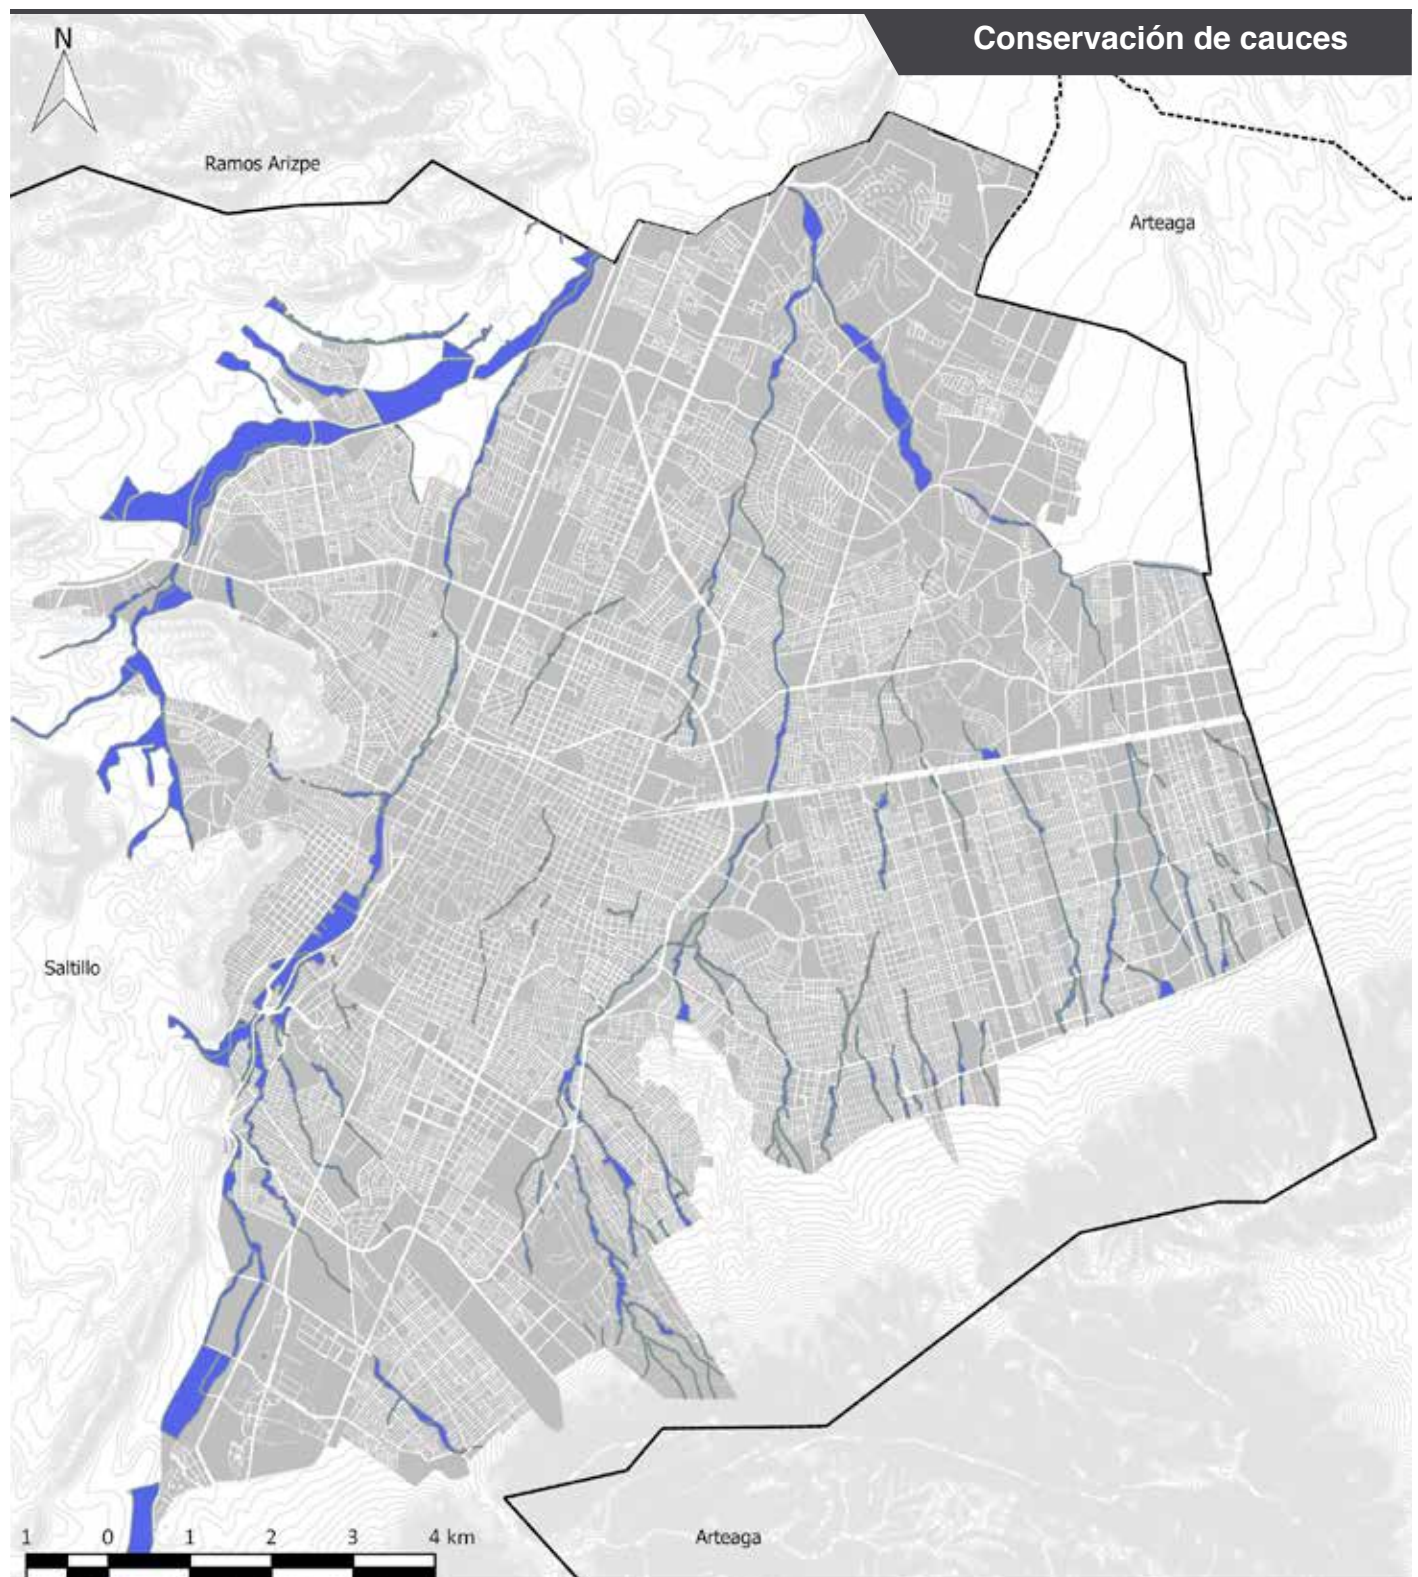 Conservación de cauces
N
Ramos Arizpe
Arteaga
Saltillo
1 0 1 2 3 4 km
Arteaga